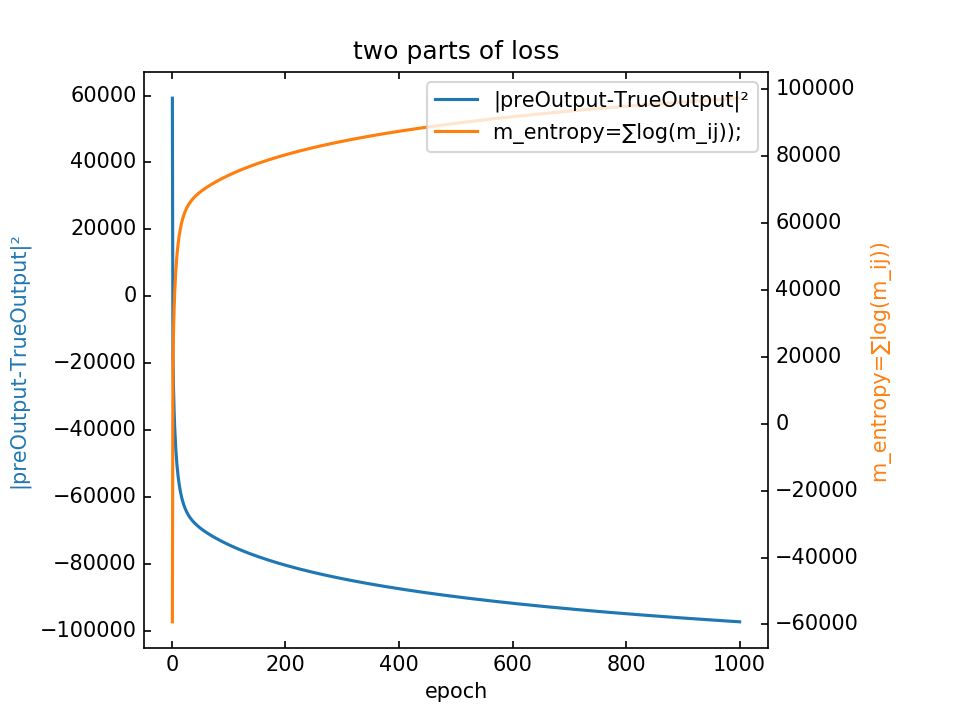 two parts of loss
|preOutput-TrueOutput|²
m_entropy=∑log(m_ij));
60000
40000
20000
0
−20000
−40000
−60000
−80000
−100000
|preOutput-TrueOutput|²
100000
80000
60000
40000
20000
0
−20000
−40000
−60000
m_entropy=∑log(m_ij))
0 200 400 600 800 1000
epoch